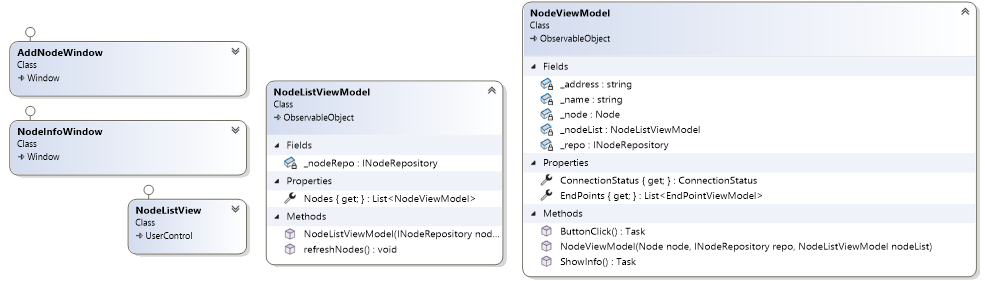 AddNodeWindow
Class
Window
NodeInfoWindow
Class
Window
NodeListView
Class
UserControl
NodeListViewModel
Class
ObservableObject
Fields
_nodeRepo : INodeRepository
Properties
Nodes { get; } : List<NodeViewModel>
Methods
NodeListViewModel(INodeRepository nod...
refreshNodes() : void
NodeViewModel
Class
ObservableObject
Fields
_address : string
_name : string
_node : Node
_nodeList : NodeListViewModel
_repo : INodeRepository
Properties
ConnectionStatus { get; } : ConnectionStatus
EndPoints { get; } : List<EndPointViewModel>
Methods
ButtonClick() : Task
NodeViewModel(Node node, INodeRepository repo, NodeListViewModel nodeList)
ShowInfo() : Task